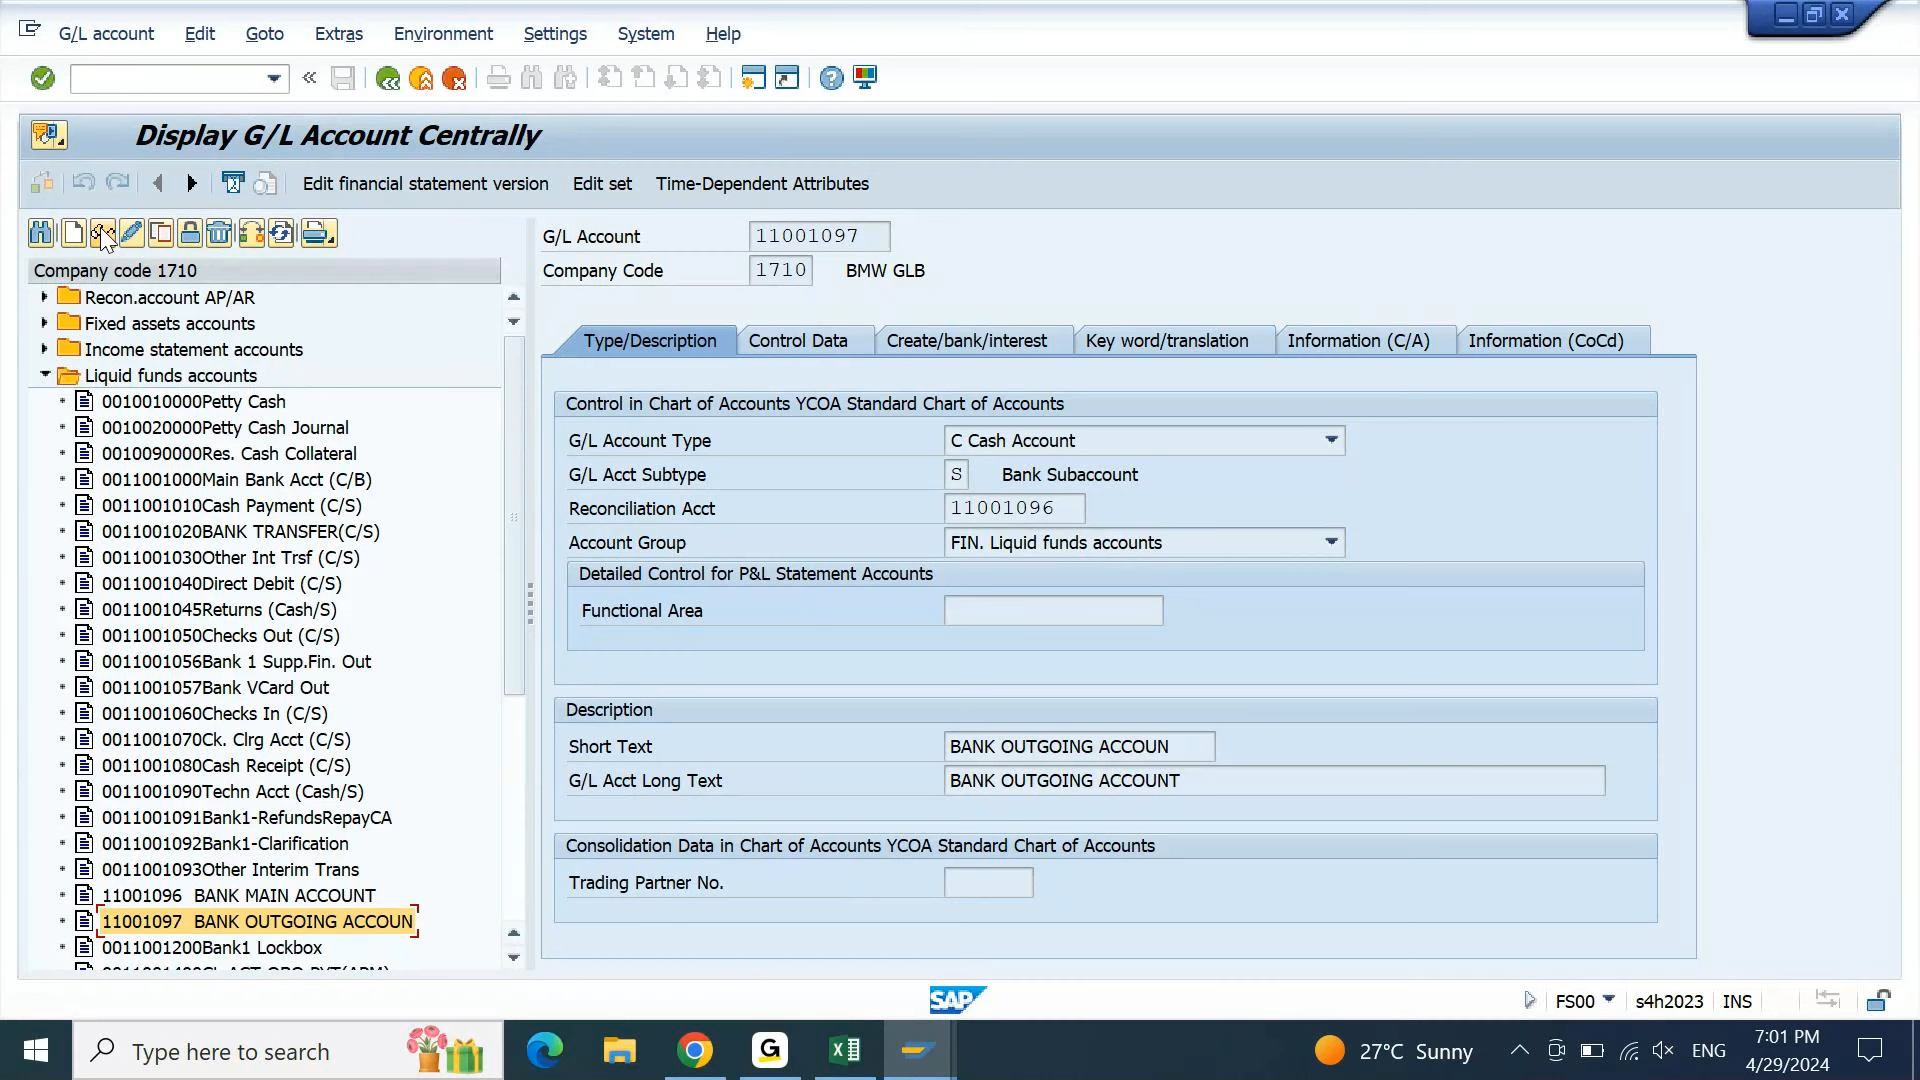 G/L account Edit Goto Extras Environment Settings System Help
Display G/L Account Centrally
Edit financial statement version Edit set Time-Dependent Attributes
Company code 1710
Recon.account AP/AR
Fixed assets accounts
Income statement accounts
Liquid funds accounts
0010010000Petty Cash
0010020000Petty Cash Journal
0010090000Res. Cash Collateral
0011001000Main Bank Acct (C/B)
0011001010Cash Payment (C/S)
0011001020BANK TRANSFER(C/S)
0011001030Other Int Trsf (C/S)
0011001040Direct Debit (C/S)
0011001045Returns (Cash/S)
0011001050Checks Out (C/S)
0011001056Bank 1 Supp.Fin. Out
0011001057Bank VCard Out
0011001060Checks In (C/S)
0011001070Ck. Clrg Acct (C/S)
0011001080Cash Receipt (C/S)
0011001090Techn Acct (Cash/S)
0011001091Bank1-RefundsRepayCA
0011001092Bank1-Clarification
0011001093Other Interim Trans
11001096 BANK MAIN ACCOUNT
11001097 BANK OUTGOING ACCOUN
0011001200Bank1 Lockbox
G/L Account 11001097
Company Code 1710 BMW GLB
Type/Description Control Data Create/bank/interest Key word/translation Information (C/A) Information (CoCd)
Control in Chart of Accounts YCOA Standard Chart of Accounts
G/L Account Type C Cash Account
G/L Acct Subtype S Bank Subaccount
Reconciliation Acct 11001096
Account Group FIN. Liquid funds accounts
Detailed Control for P&L Statement Accounts
Functional Area
Description
Short Text BANK OUTGOING ACCOUN
G/L Acct Long Text BANK OUTGOING ACCOUNT
Consolidation Data in Chart of Accounts YCOA Standard Chart of Accounts
Trading Partner No.
SAP
FS00 s4h2023 INS
Type here to search
27°C Sunny
ENG
7:01 PM
4/29/2024